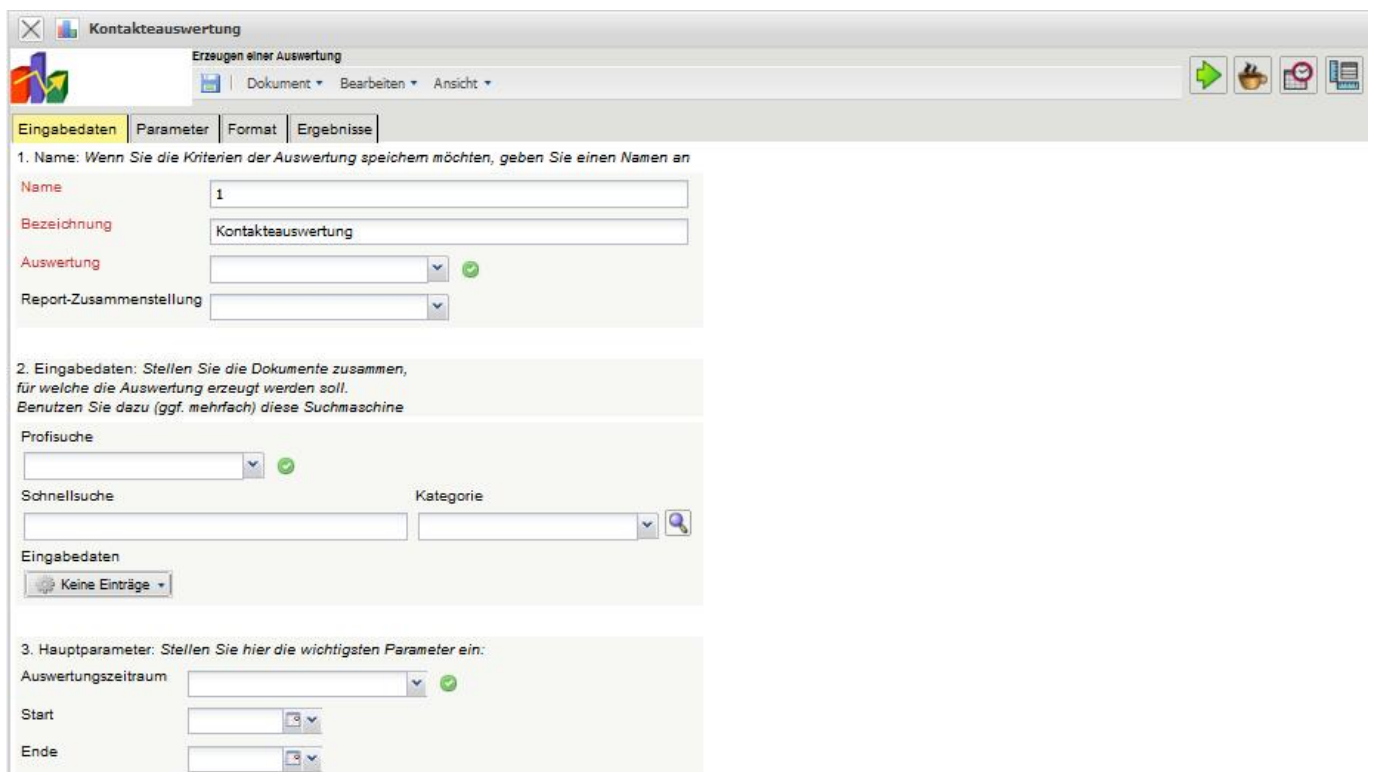 Kontakteauswertung
Erzeugen einer Auswertung
Dokument Bearbeiten Ansicht
Eingabedaten Parameter Format Ergebnisse
1. Name: Wenn Sie die Kriterien der Auswertung speichern möchten, geben Sie einen Namen an
Name 1
Bezeichnung Kontakteauswertung
Auswertung
Report-Zusammenstellung
2. Eingabedaten: Stellen Sie die Dokumente zusammen,
für welche die Auswertung erzeugt werden soll.
Benutzen Sie dazu (ggf. mehrfach) diese Suchmaschine
Profisuche
Schnellsuche Kategorie
Eingabedaten
Keine Einträge
3. Hauptparameter: Stellen Sie hier die wichtigsten Parameter ein:
Auswertungszeitraum
Start
Ende